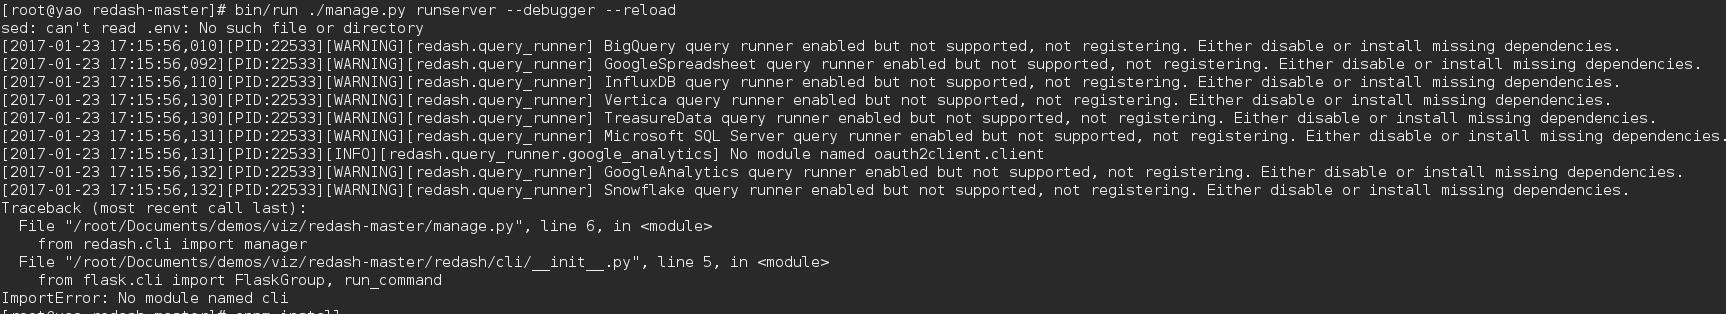 [root@yao redash-master]# bin/run ./manage.py runserver --debugger --reload
sed: can't read .env: No such file or directory
[2017-01-23 17:15:56,010][PID:22533][WARNING][redash.query_runner] BigQuery query runner enabled but not supported, not registering. Either disable or install missing dependencies.
[2017-01-23 17:15:56,092][PID:22533][WARNING][redash.query_runner] GoogleSpreadsheet query runner enabled but not supported, not registering. Either disable or install missing dependencies.
[2017-01-23 17:15:56,110][PID:22533][WARNING][redash.query_runner] InfluxDB query runner enabled but not supported, not registering. Either disable or install missing dependencies.
[2017-01-23 17:15:56,130][PID:22533][WARNING][redash.query_runner] Vertica query runner enabled but not supported, not registering. Either disable or install missing dependencies.
[2017-01-23 17:15:56,130][PID:22533][WARNING][redash.query_runner] TreasureData query runner enabled but not supported, not registering. Either disable or install missing dependencies.
[2017-01-23 17:15:56,131][PID:22533][WARNING][redash.query_runner] Microsoft SQL Server query runner enabled but not supported, not registering. Either disable or install missing dependencies.
[2017-01-23 17:15:56,131][PID:22533][INFO][redash.query_runner.google_analytics] No module named oauth2client.client
[2017-01-23 17:15:56,132][PID:22533][WARNING][redash.query_runner] GoogleAnalytics query runner enabled but not supported, not registering. Either disable or install missing dependencies.
[2017-01-23 17:15:56,132][PID:22533][WARNING][redash.query_runner] Snowflake query runner enabled but not supported, not registering. Either disable or install missing dependencies.
Traceback (most recent call last):
  File "/root/Documents/demos/viz/redash-master/manage.py", line 6, in <module>
    from redash.cli import manager
  File "/root/Documents/demos/viz/redash-master/redash/cli/__init__.py", line 5, in <module>
    from flask.cli import FlaskGroup, run_command
ImportError: No module named cli